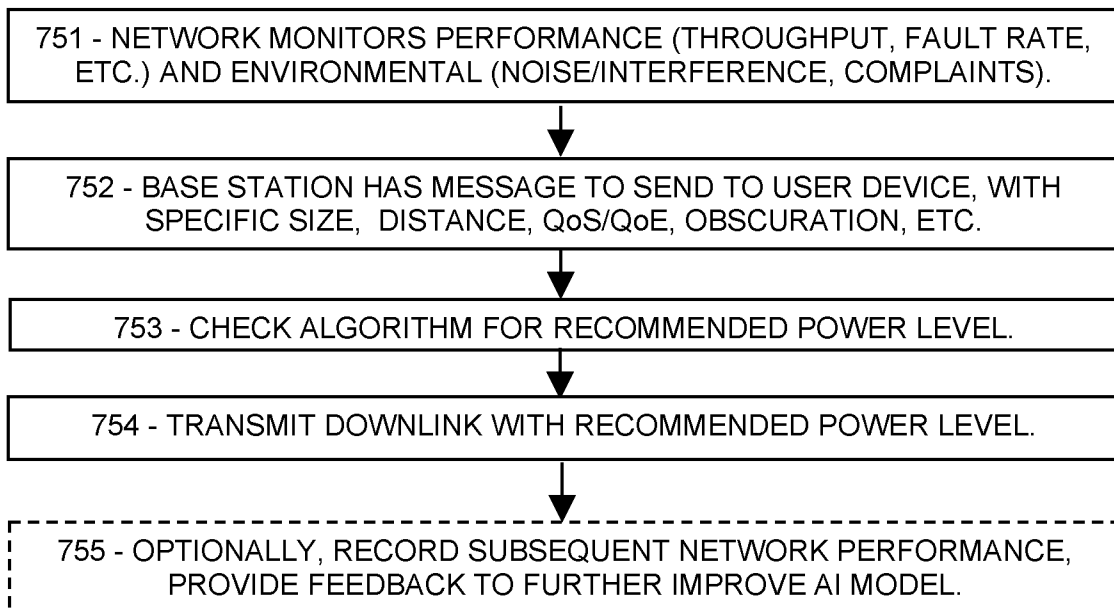 751 - NETWORK MONITORS PERFORMANCE (THROUGHPUT, FAULT RATE,
ETC.) AND ENVIRONMENTAL (NOISE/INTERFERENCE, COMPLAINTS).
752 - BASE STATION HAS MESSAGE TO SEND TO USER DEVICE, WITH
SPECIFIC SIZE, DISTANCE, QoS/QoE, OBSCURATION, ETC.
753 - CHECK ALGORITHM FOR RECOMMENDED POWER LEVEL.
754 - TRANSMIT DOWNLINK WITH RECOMMENDED POWER LEVEL.
755 - OPTIONALLY, RECORD SUBSEQUENT NETWORK PERFORMANCE,
PROVIDE FEEDBACK TO FURTHER IMPROVE AI MODEL.